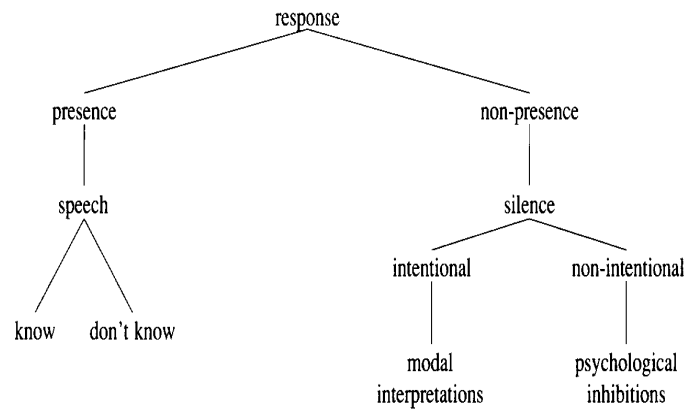 response
presence
non-presence
speech
silence
intentional
non-intentional
know
don't know
modal
interpretations
psychological
inhibitions